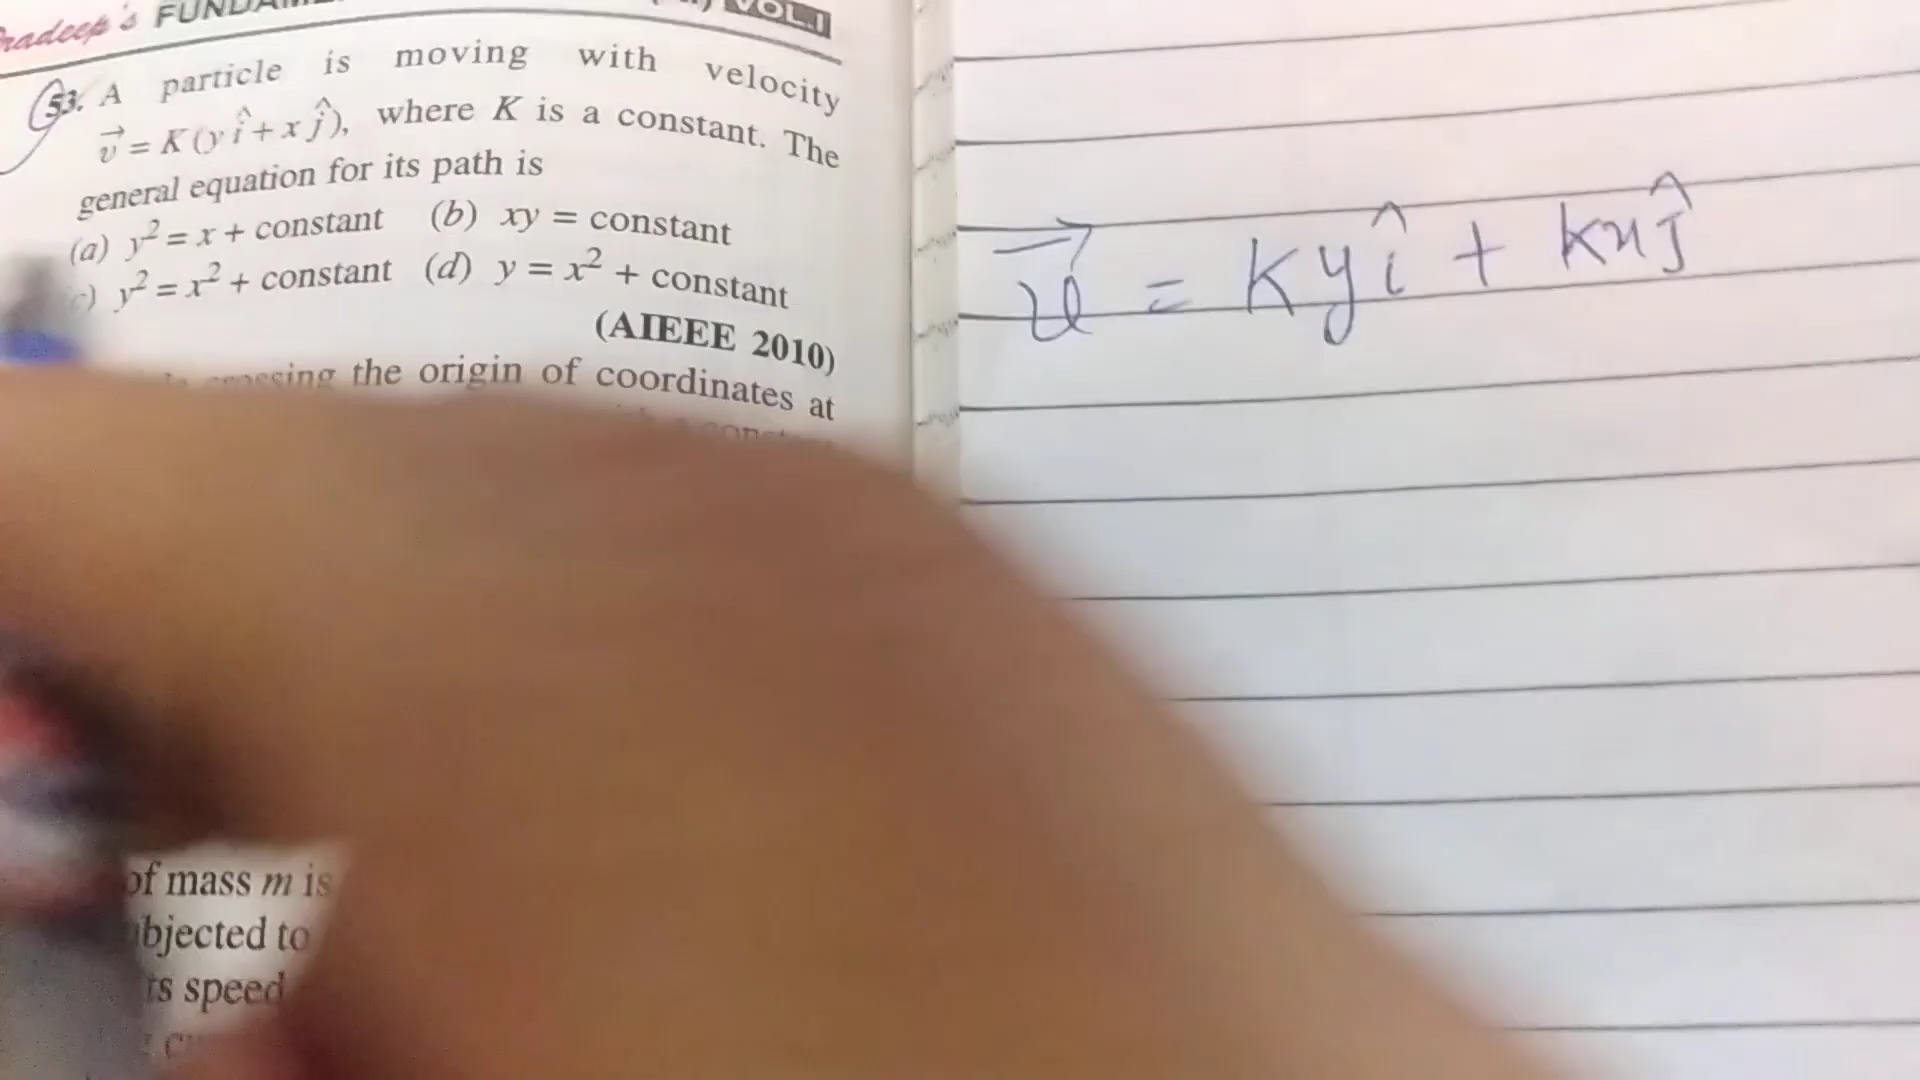 Pradeep's
VOL.I
53. A particle is moving with velocity
v⃗ = K(y î + x ĵ), where K is a constant. The
general equation for its path is
(a) y² = x + constant (b) xy = constant
y² = x² + constant (d) y = x² + constant
(AIEEE 2010)
crossing the origin of coordinates at
of mass m is
bjected to
speed
v⃗ = Kyî + Kxĵ